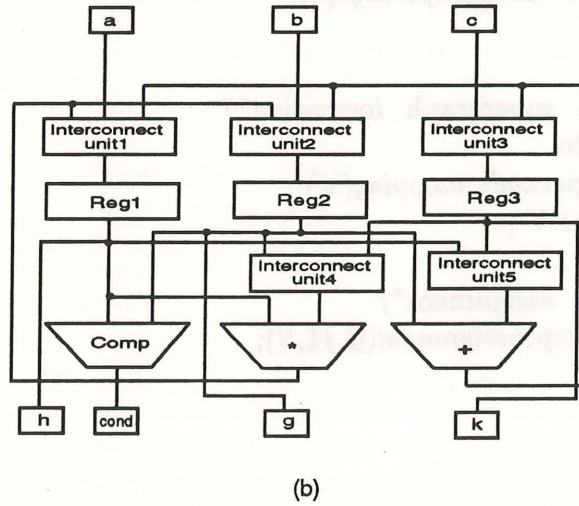 a
b
c
Interconnect
unit1
Interconnect
unit2
Interconnect
unit3
Reg1
Reg2
Reg3
Interconnect
unit4
Interconnect
unit5
Comp
*
+
h
cond
g
k
(b)